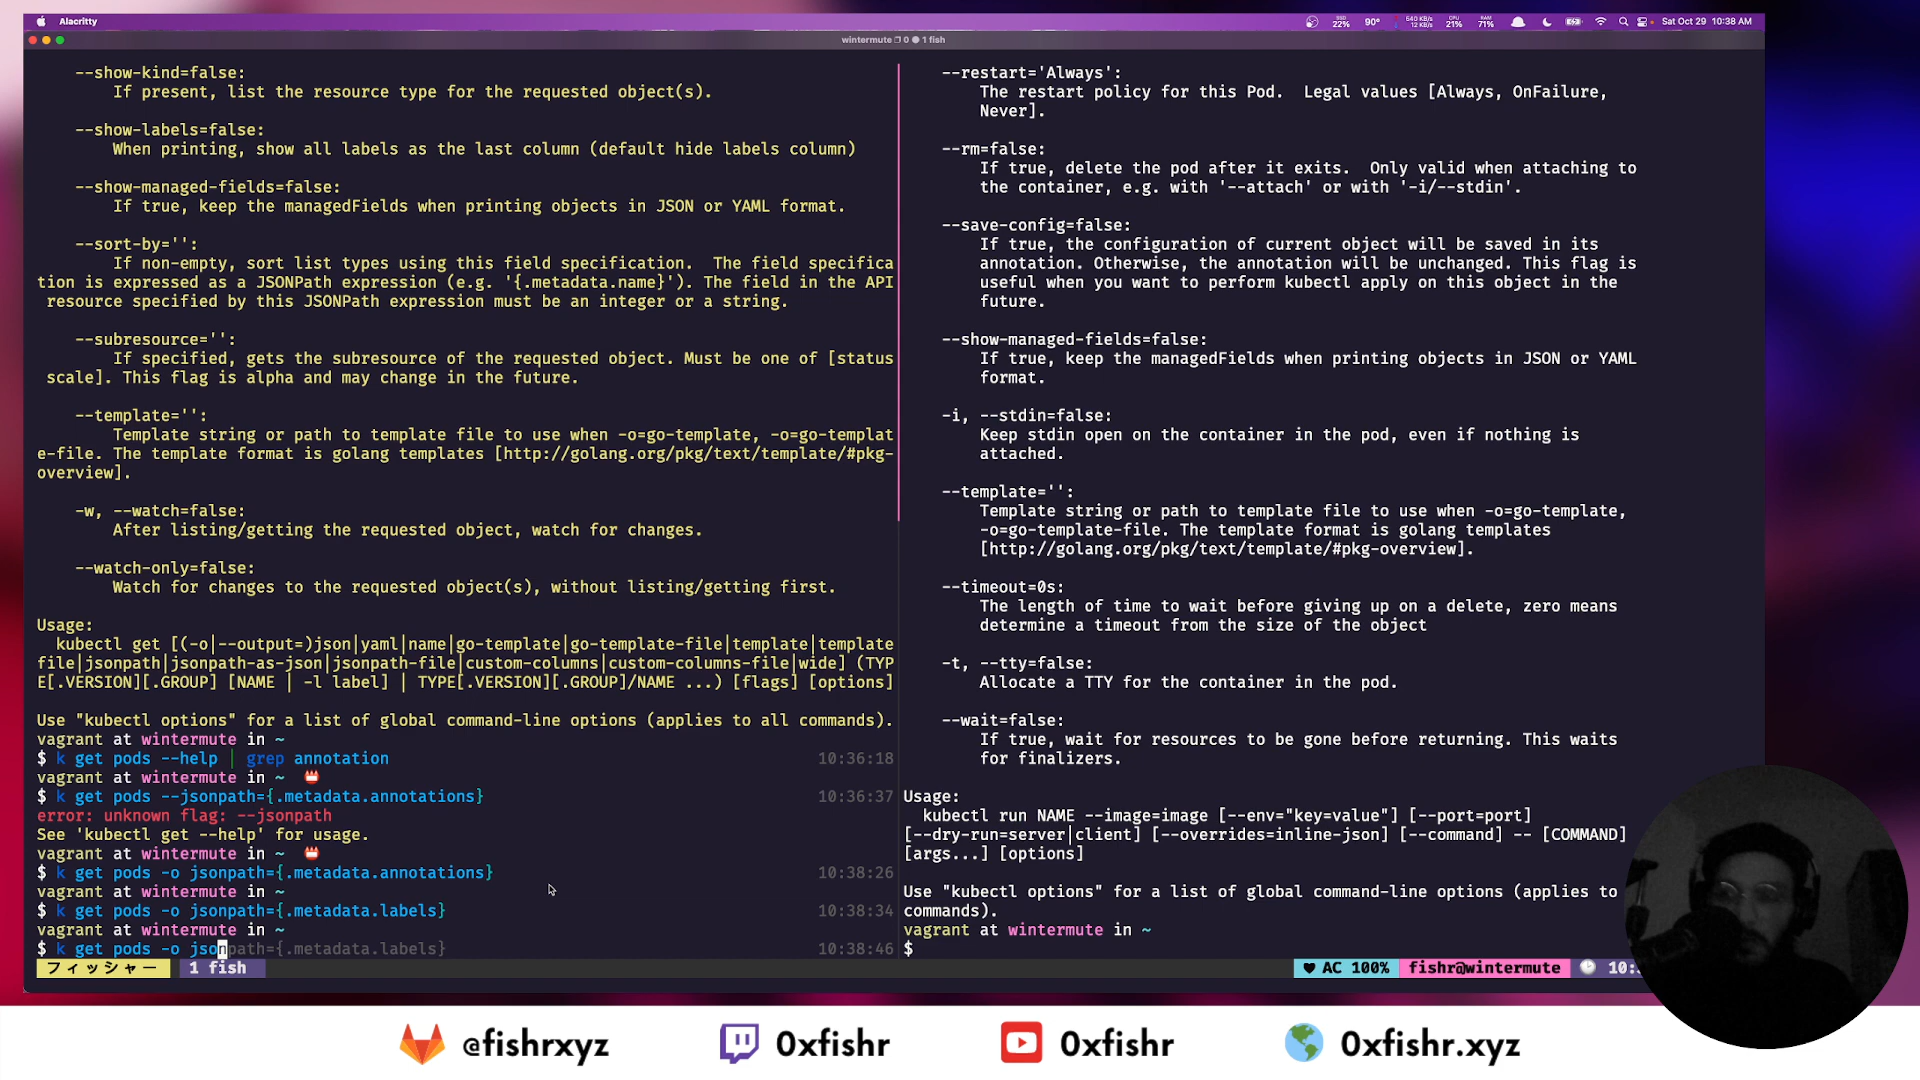 Alacritty
SSD 22%
90°
540 KB/s
12 KB/s
CPU 21%
RAM 71%
Sat Oct 29 10:38 AM
wintermute ❐ 0 ● 1 fish
--show-kind=false:
If present, list the resource type for the requested object(s).
--show-labels=false:
When printing, show all labels as the last column (default hide labels column)
--show-managed-fields=false:
If true, keep the managedFields when printing objects in JSON or YAML format.
--sort-by='':
If non-empty, sort list types using this field specification.  The field specifica
tion is expressed as a JSONPath expression (e.g. '{.metadata.name}'). The field in the API
resource specified by this JSONPath expression must be an integer or a string.
--subresource='':
If specified, gets the subresource of the requested object. Must be one of [status
scale]. This flag is alpha and may change in the future.
--template='':
Template string or path to template file to use when -o=go-template, -o=go-templat
e-file. The template format is golang templates [http://golang.org/pkg/text/template/#pkg-
overview].
-w, --watch=false:
After listing/getting the requested object, watch for changes.
--watch-only=false:
Watch for changes to the requested object(s), without listing/getting first.
Usage:
kubectl get [(-o|--output=)json|yaml|name|go-template|go-template-file|template|template
file|jsonpath|jsonpath-as-json|jsonpath-file|custom-columns|custom-columns-file|wide] (TYP
E[.VERSION][.GROUP] [NAME | -l label] | TYPE[.VERSION][.GROUP]/NAME ...) [flags] [options]
Use "kubectl options" for a list of global command-line options (applies to all commands).
vagrant at wintermute in ~
$ k get pods --help | grep annotation 10:36:18
vagrant at wintermute in ~
$ k get pods --jsonpath={.metadata.annotations} 10:36:37
error: unknown flag: --jsonpath
See 'kubectl get --help' for usage.
vagrant at wintermute in ~
$ k get pods -o jsonpath={.metadata.annotations} 10:38:26
vagrant at wintermute in ~
$ k get pods -o jsonpath={.metadata.labels} 10:38:34
vagrant at wintermute in ~
$ k get pods -o jsonpath={.metadata.labels} 10:38:46
--restart='Always':
The restart policy for this Pod.  Legal values [Always, OnFailure,
Never].
--rm=false:
If true, delete the pod after it exits.  Only valid when attaching to
the container, e.g. with '--attach' or with '-i/--stdin'.
--save-config=false:
If true, the configuration of current object will be saved in its
annotation. Otherwise, the annotation will be unchanged. This flag is
useful when you want to perform kubectl apply on this object in the
future.
--show-managed-fields=false:
If true, keep the managedFields when printing objects in JSON or YAML
format.
-i, --stdin=false:
Keep stdin open on the container in the pod, even if nothing is
attached.
--template='':
Template string or path to template file to use when -o=go-template,
-o=go-template-file. The template format is golang templates
[http://golang.org/pkg/text/template/#pkg-overview].
--timeout=0s:
The length of time to wait before giving up on a delete, zero means
determine a timeout from the size of the object
-t, --tty=false:
Allocate a TTY for the container in the pod.
--wait=false:
If true, wait for resources to be gone before returning. This waits
for finalizers.
Usage:
kubectl run NAME --image=image [--env="key=value"] [--port=port]
[--dry-run=server|client] [--overrides=inline-json] [--command] -- [COMMAND]
[args...] [options]
Use "kubectl options" for a list of global command-line options (applies to
commands).
vagrant at wintermute in ~
$
フィッシャー 1 fish
♥ AC 100% fishr@wintermute 10:
@fishrxyz
0xfishr
0xfishr
0xfishr.xyz